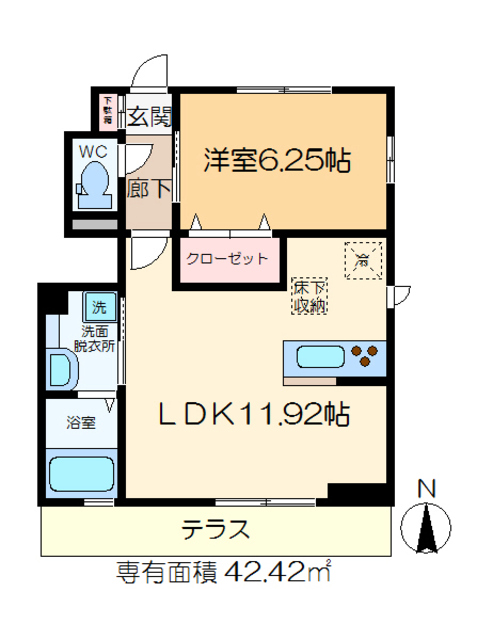 下駄箱
玄関
WC
洋室6.25帖
廊下
クローゼット
冷
床下
収納
洗
洗面
脱衣所
LDK11.92帖
浴室
N
テラス
専有面積 42.42㎡